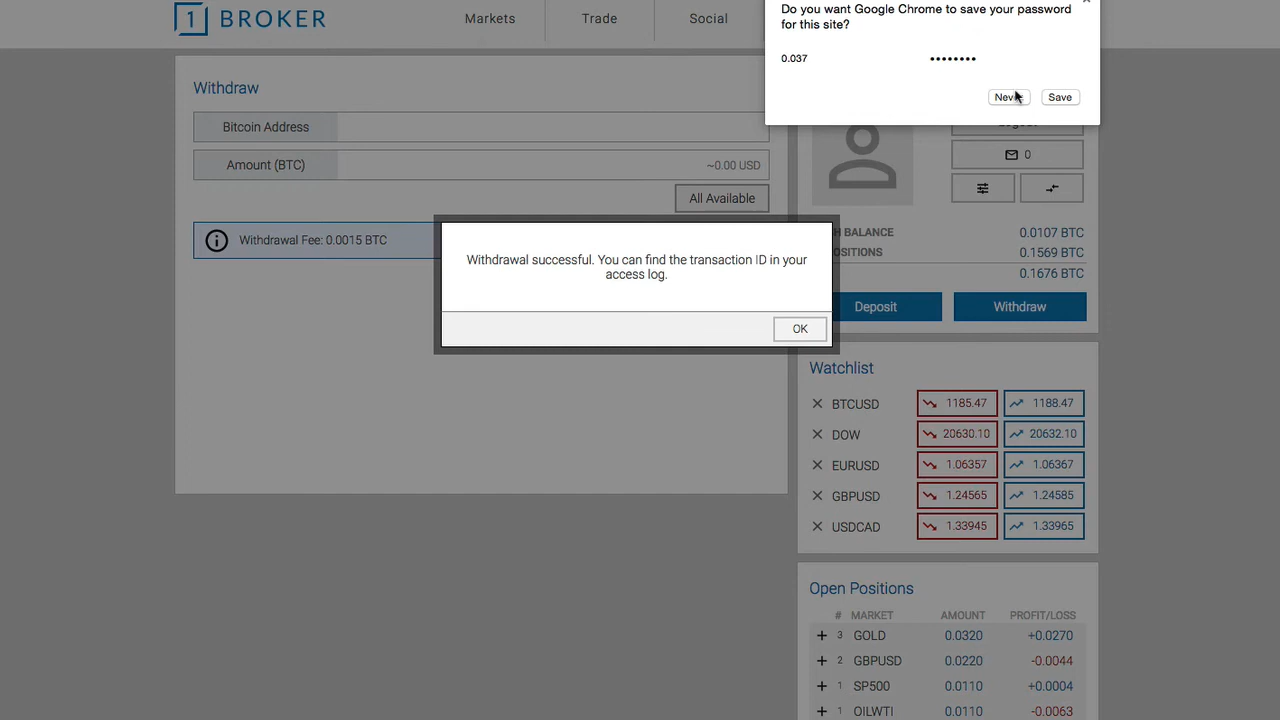 1 BROKER
Markets
Trade
Social
Do you want Google Chrome to save your password
for this site?
0.037
••••••••
Save
Withdraw
Bitcoin Address
Amount (BTC)
~0.00 USD
All Available
Withdrawal Fee: 0.0015 BTC
Withdrawal successful. You can find the transaction ID in your
access log.
OK
0
0.0107 BTC
0.1569 BTC
0.1676 BTC
Deposit
Withdraw
Watchlist
BTCUSD 1185.47 1188.47
DOW 20630.10 20632.10
EURUSD 1.06357 1.06367
GBPUSD 1.24565 1.24585
USDCAD 1.33945 1.33965
Open Positions
# MARKET AMOUNT PROFIT/LOSS
+ 3 GOLD 0.0320 +0.0270
+ 2 GBPUSD 0.0220 -0.0044
+ 1 SP500 0.0110 +0.0004
+ 1 OILWTI 0.0110 -0.0063